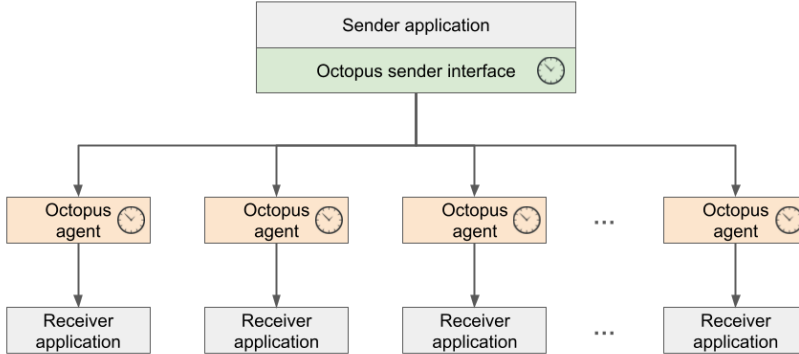 Sender application
Octopus sender interface
Octopus agent
Octopus agent
Octopus agent
...
Octopus agent
Receiver application
Receiver application
Receiver application
...
Receiver application